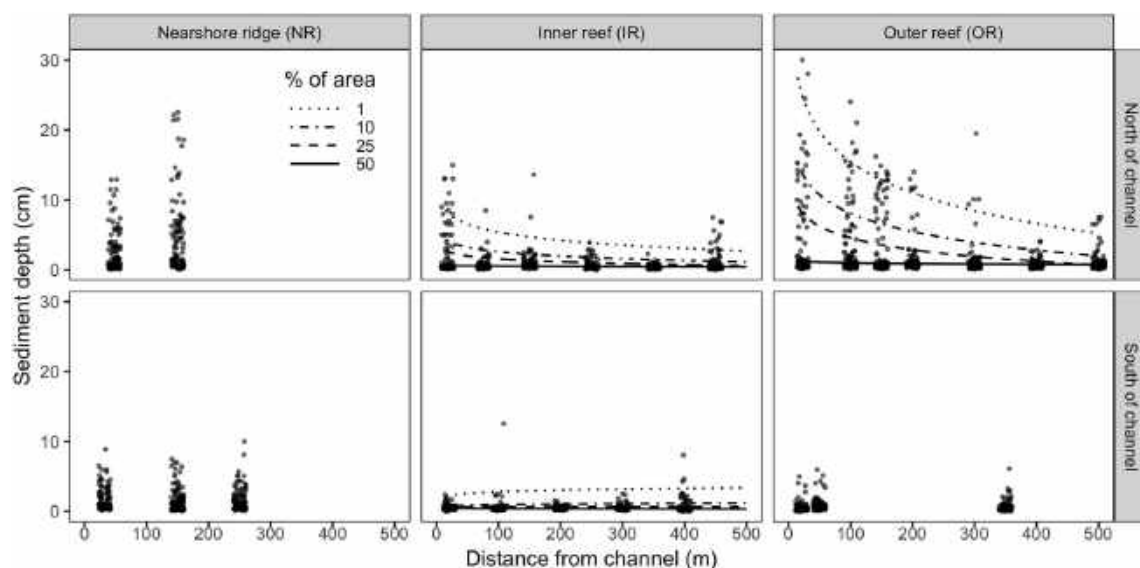 Nearshore ridge (NR)
Inner reef (IR)
Outer reef (OR)
30
20
10
0
% of area
1
10
25
50
North of channel
Sediment depth (cm)
30
20
10
0
South of channel
0 100 200 300 400 500
0 100 200 300 400 500
0 100 200 300 400 500
Distance from channel (m)